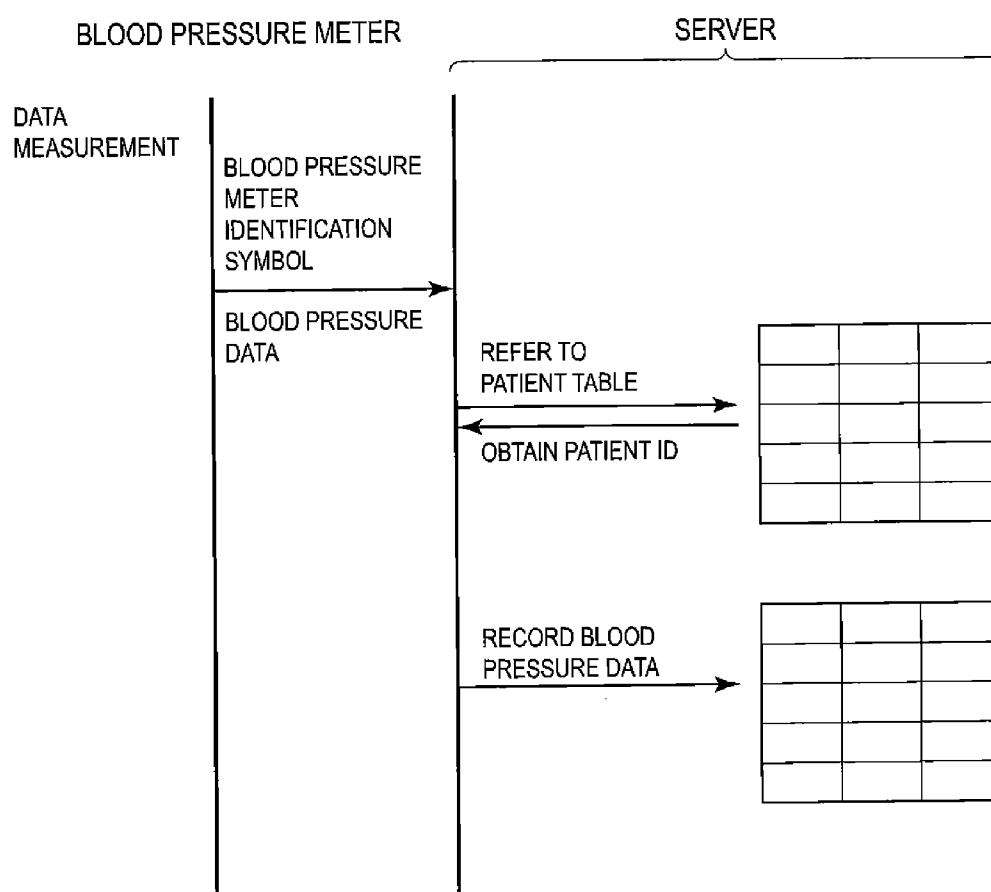 BLOOD PRESSURE METER
SERVER
DATA
MEASUREMENT
BLOOD PRESSURE
METER
IDENTIFICATION
SYMBOL
BLOOD PRESSURE
DATA
REFER TO
PATIENT TABLE
OBTAIN PATIENT ID
RECORD BLOOD
PRESSURE DATA